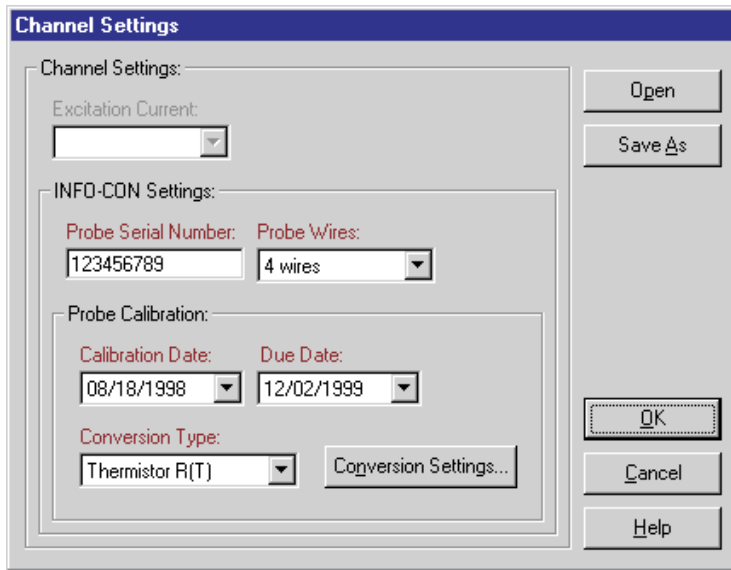 Channel Settings
Channel Settings:
Excitation Current:
INFO-CON Settings:
Probe Serial Number: Probe Wires:
123456789 4 wires
Probe Calibration:
Calibration Date: Due Date:
08/18/1998 12/02/1999
Conversion Type:
Thermistor R(T) Conversion Settings...
Open
Save As
OK
Cancel
Help